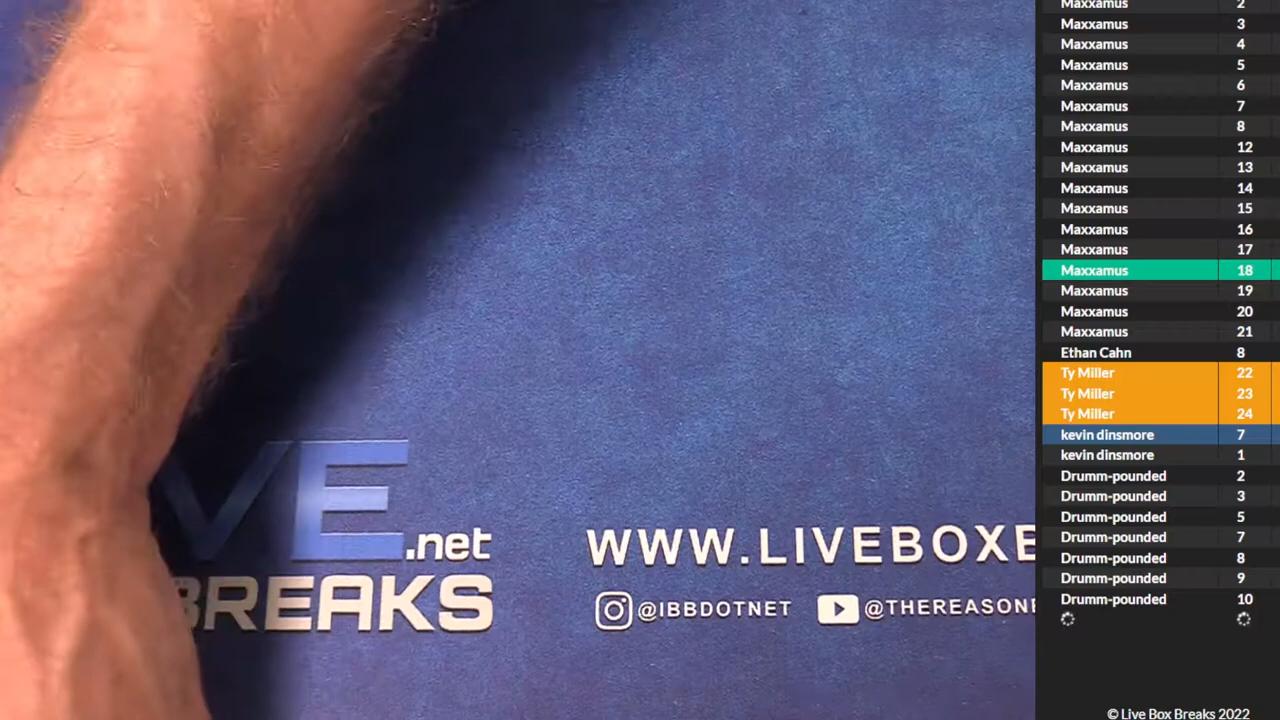 Maxxamus 2
Maxxamus 3
Maxxamus 4
Maxxamus 5
Maxxamus 6
Maxxamus 7
Maxxamus 8
Maxxamus 12
Maxxamus 13
Maxxamus 14
Maxxamus 15
Maxxamus 16
Maxxamus 17
Maxxamus 18
Maxxamus 19
Maxxamus 20
Maxxamus 21
Ethan Cahn 8
Ty Miller 22
Ty Miller 23
Ty Miller 24
kevin dinsmore 7
kevin dinsmore 1
Drumm-pounded 2
Drumm-pounded 3
Drumm-pounded 5
Drumm-pounded 7
Drumm-pounded 8
Drumm-pounded 9
Drumm-pounded 10
© Live Box Breaks 2022
VE
.net
BREAKS
WWW.LIVEBOXB
@IBBDOTNET @THEREASONE